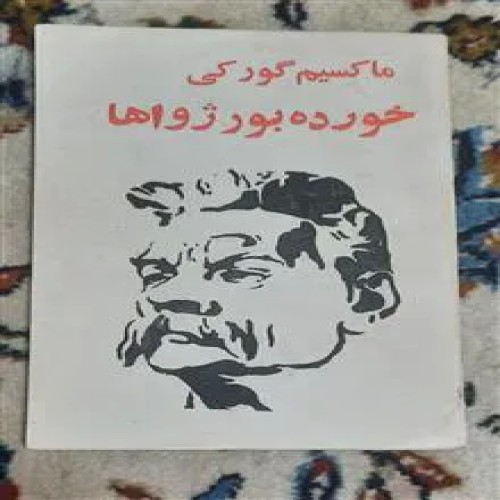 ماکسیم گورکی
خورده بورژواها